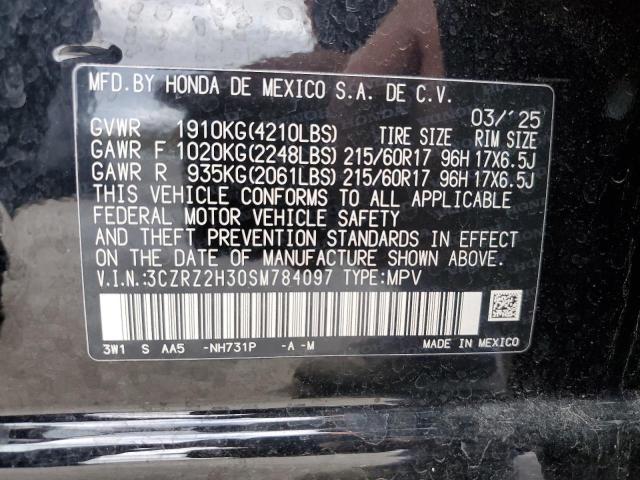 MFD.BY HONDA DE MEXICO S.A. DE C.V.
03/'25
GVWR 1910KG(4210LBS) TIRE SIZE RIM SIZE
GAWR F 1020KG(2248LBS) 215/60R17 96H 17X6.5J
GAWR R 935KG(2061LBS) 215/60R17 96H 17X6.5J
THIS VEHICLE CONFORMS TO ALL APPLICABLE
FEDERAL MOTOR VEHICLE SAFETY
AND THEFT PREVENTION STANDARDS IN EFFECT
ON THE DATE OF MANUFACTURE SHOWN ABOVE.
V.I.N.:3CZRZ2H30SM784097 TYPE:MPV
3W1 S AA5 -NH731P -A -M
MADE IN MEXICO